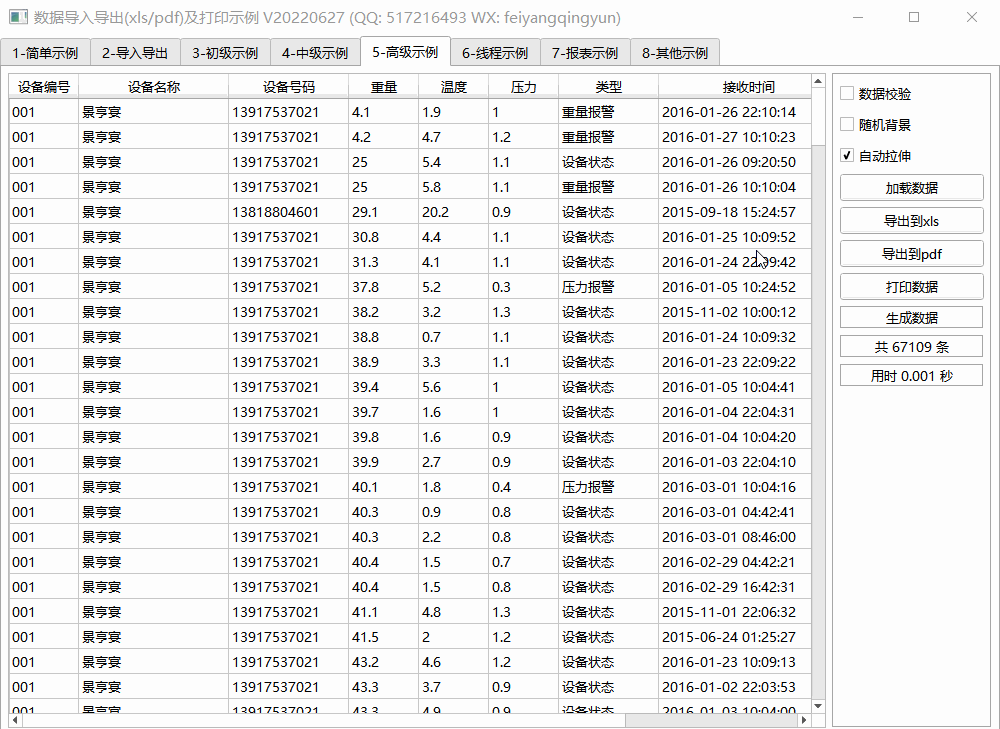 数据导入导出(xls/pdf)及打印示例 V20220627 (QQ: 517216493 WX: feiyangqingyun)
1-简单示例 2-导入导出 3-初级示例 4-中级示例 5-高级示例 6-线程示例 7-报表示例 8-其他示例
设备编号 设备名称 设备号码 重量 温度 压力 类型 接收时间
001 景亨宴 13917537021 4.1 1.9 1 重量报警 2016-01-26 22:10:14
001 景亨宴 13917537021 4.2 4.7 1.2 重量报警 2016-01-27 10:10:23
001 景亨宴 13917537021 25 5.4 1.1 设备状态 2016-01-26 09:20:50
001 景亨宴 13917537021 25 5.8 1.1 重量报警 2016-01-26 10:10:04
001 景亨宴 13818804601 29.1 20.2 0.9 设备状态 2015-09-18 15:24:57
001 景亨宴 13917537021 30.8 4.4 1.1 设备状态 2016-01-25 10:09:52
001 景亨宴 13917537021 31.3 4.1 1.1 设备状态 2016-01-24 22:09:42
001 景亨宴 13917537021 37.8 5.2 0.3 压力报警 2016-01-05 10:24:52
001 景亨宴 13917537021 38.2 3.2 1.3 设备状态 2015-11-02 10:00:12
001 景亨宴 13917537021 38.8 0.7 1.1 设备状态 2016-01-24 10:09:32
001 景亨宴 13917537021 38.9 3.3 1.1 设备状态 2016-01-23 22:09:22
001 景亨宴 13917537021 39.4 5.6 1 设备状态 2016-01-05 10:04:41
001 景亨宴 13917537021 39.7 1.6 1 设备状态 2016-01-04 22:04:31
001 景亨宴 13917537021 39.8 1.6 0.9 设备状态 2016-01-04 10:04:20
001 景亨宴 13917537021 39.9 2.7 0.9 设备状态 2016-01-03 22:04:10
001 景亨宴 13917537021 40.1 1.8 0.4 压力报警 2016-03-01 10:04:16
001 景亨宴 13917537021 40.3 0.9 0.8 设备状态 2016-03-01 04:42:41
001 景亨宴 13917537021 40.3 2.2 0.8 设备状态 2016-03-01 08:46:00
001 景亨宴 13917537021 40.4 1.5 0.7 设备状态 2016-02-29 04:42:21
001 景亨宴 13917537021 40.4 1.5 0.8 设备状态 2016-02-29 16:42:31
001 景亨宴 13917537021 41.1 4.8 1.3 设备状态 2015-11-01 22:06:32
001 景亨宴 13917537021 41.5 2 1.2 设备状态 2015-06-24 01:25:27
001 景亨宴 13917537021 43.2 4.6 1.2 设备状态 2016-01-23 10:09:13
001 景亨宴 13917537021 43.3 3.7 0.9 设备状态 2016-01-02 22:03:53
001 景亨宴 13917537021 43.3 4.9 0.9 设备状态 2016-01-03 10:04:00
数据校验
随机背景
自动拉伸
加载数据
导出到xls
导出到pdf
打印数据
生成数据
共 67109 条
用时 0.001 秒